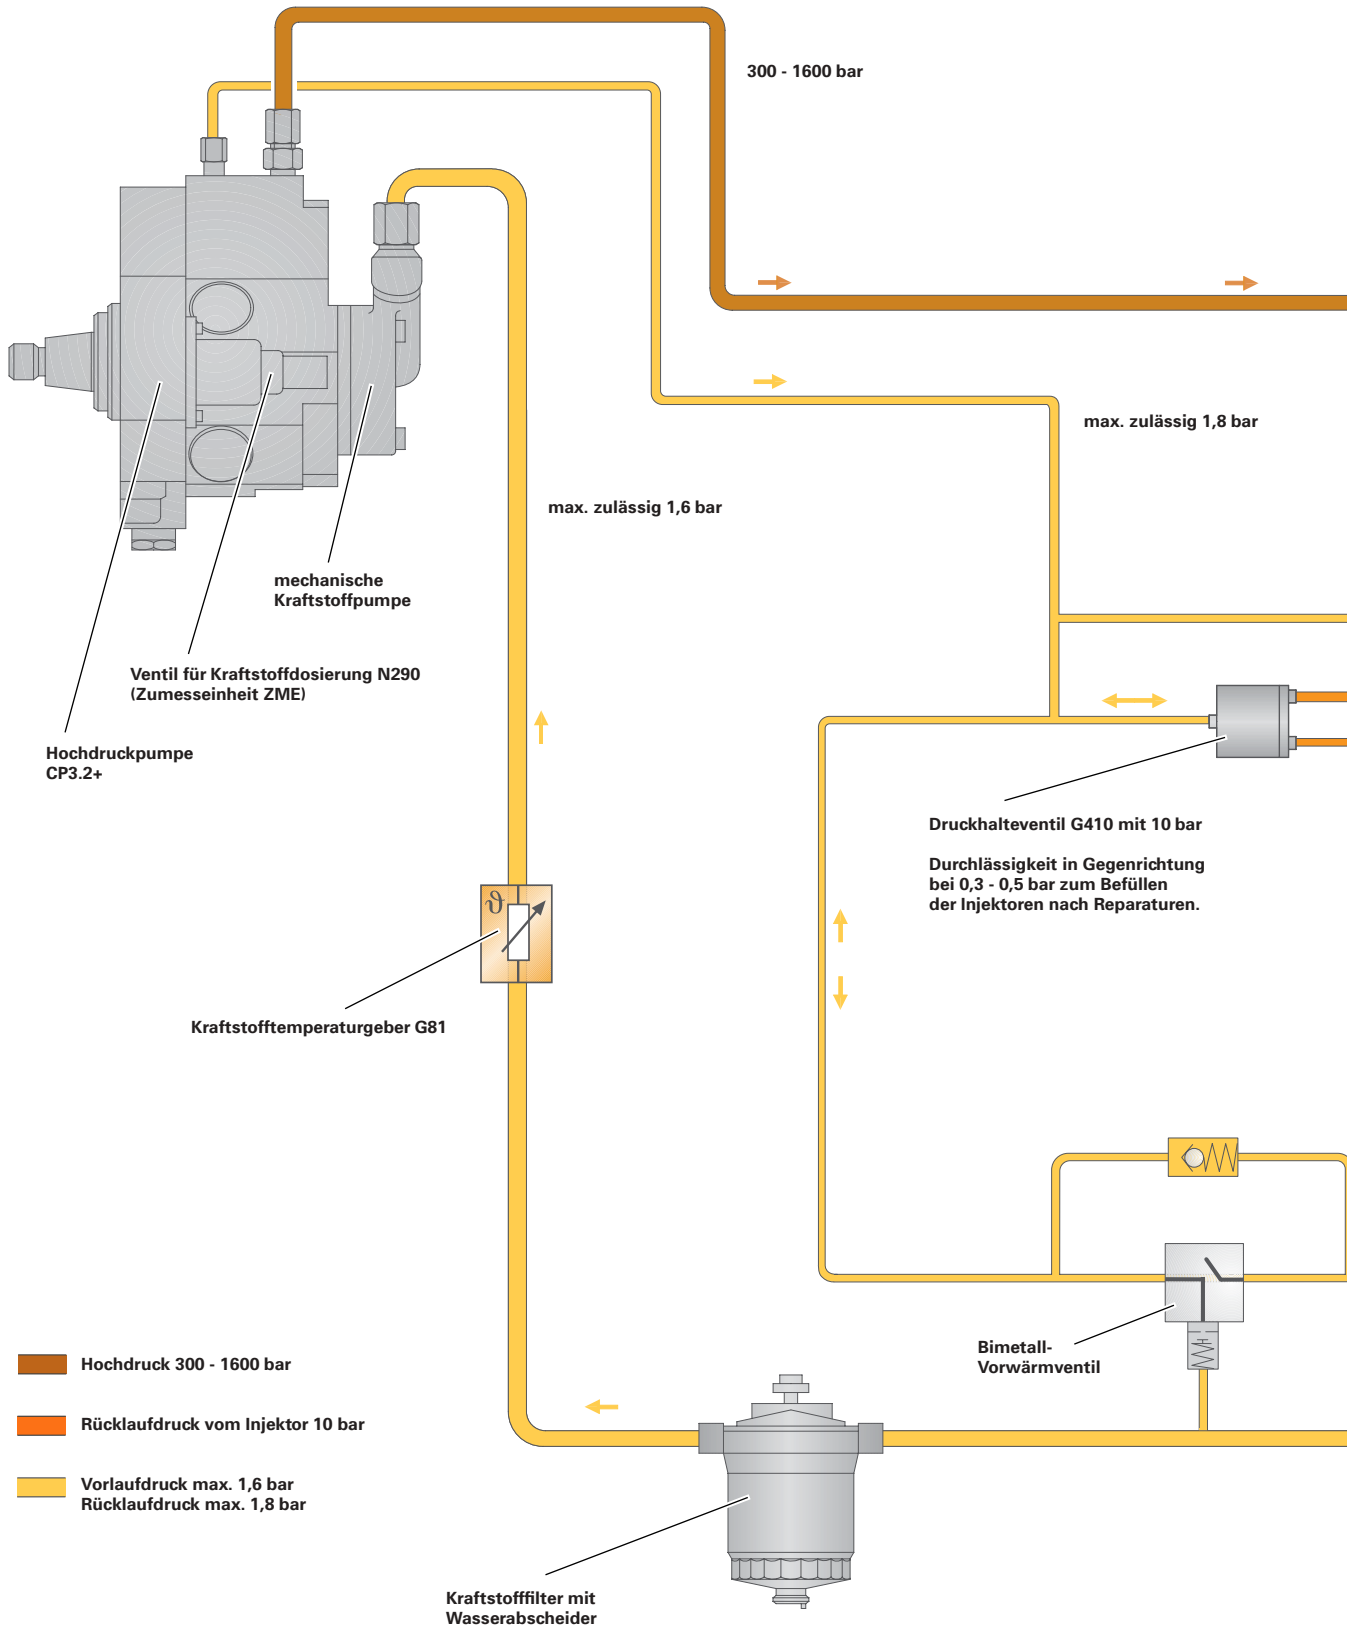 300 - 1600 bar
max. zulässig 1,8 bar
max. zulässig 1,6 bar
mechanische
Kraftstoffpumpe
Ventil für Kraftstoffdosierung N290
(Zumesseinheit ZME)
Hochdruckpumpe
CP3.2+
Druckhalteventil G410 mit 10 bar
Durchlässigkeit in Gegenrichtung
bei 0,3 - 0,5 bar zum Befüllen
der Injektoren nach Reparaturen.
ϑ
Kraftstofftemperaturgeber G81
Bimetall-
Vorwärmventil
Hochdruck 300 - 1600 bar
Rücklaufdruck vom Injektor 10 bar
Vorlaufdruck max. 1,6 bar
Rücklaufdruck max. 1,8 bar
Kraftstofffilter mit
Wasserabscheider